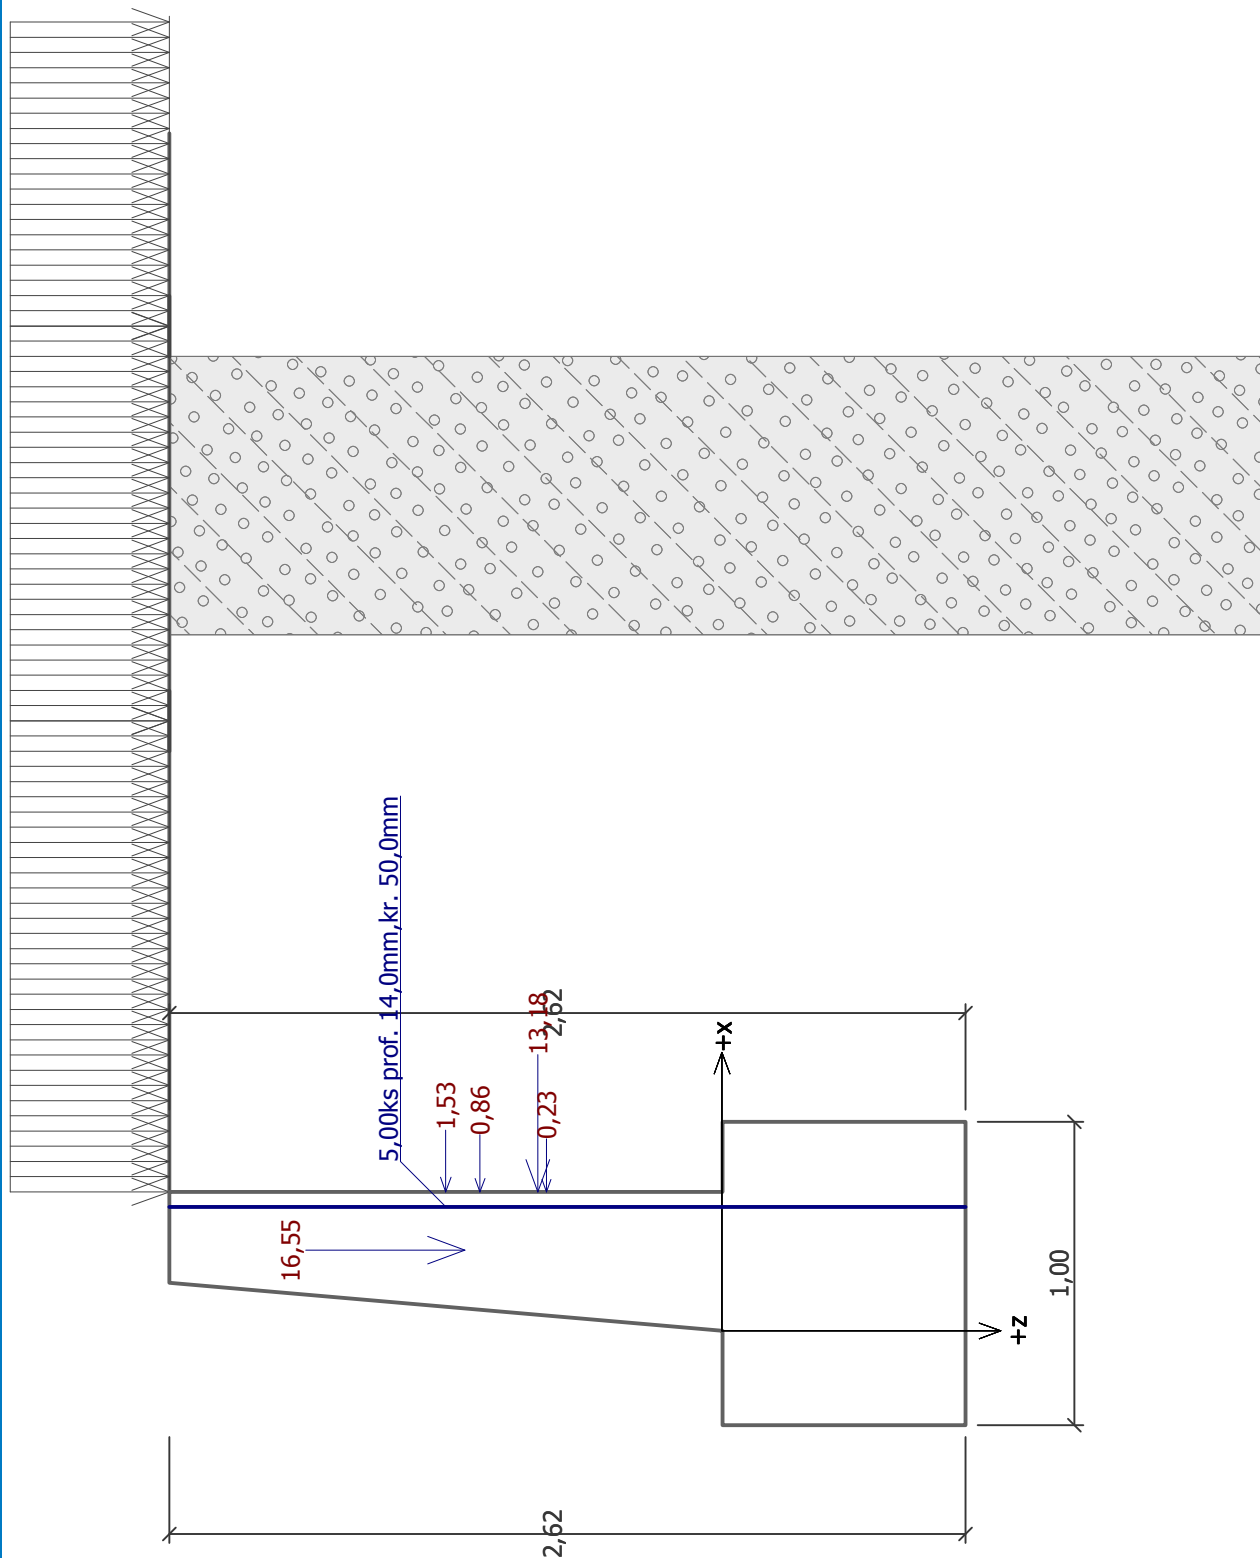 5,00ks prof. 14,0mm,kr. 50,0mm
13,18
2,62
+x
1,53
0,86
0,23
16,55
1,00
+z
2,62